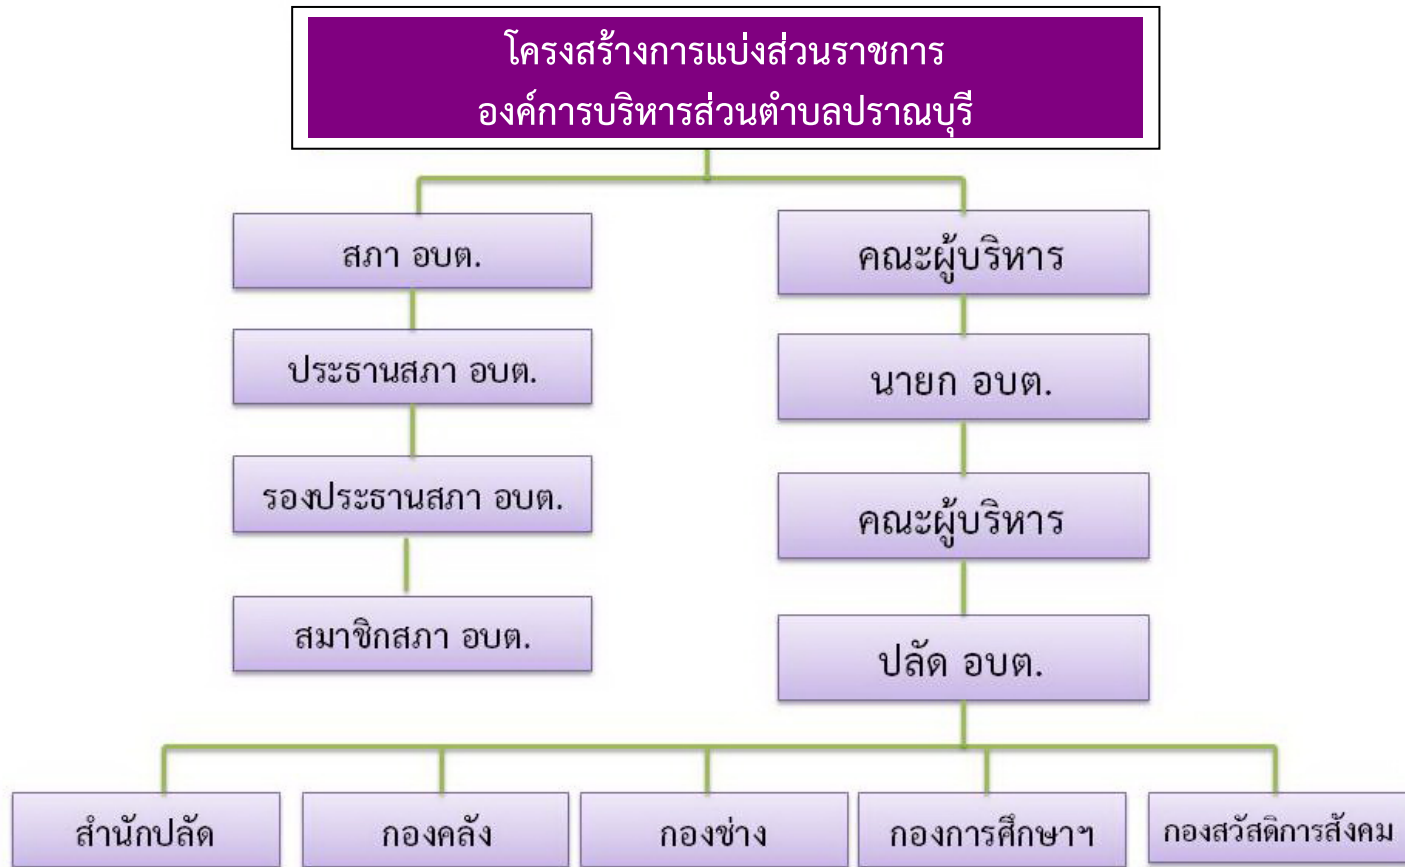 โครงสร้างการแบ่งส่วนราชการ
องค์การบริหารส่วนตำบลปราณบุรี
สภา อบต.
คณะผู้บริหาร
ประธานสภา อบต.
นายก อบต.
รองประธานสภา อบต.
คณะผู้บริหาร
สมาชิกสภา อบต.
ปลัด อบต.
สำนักปลัด
กองคลัง
กองช่าง
กองการศึกษาฯ
กองสวัสดิการสังคม